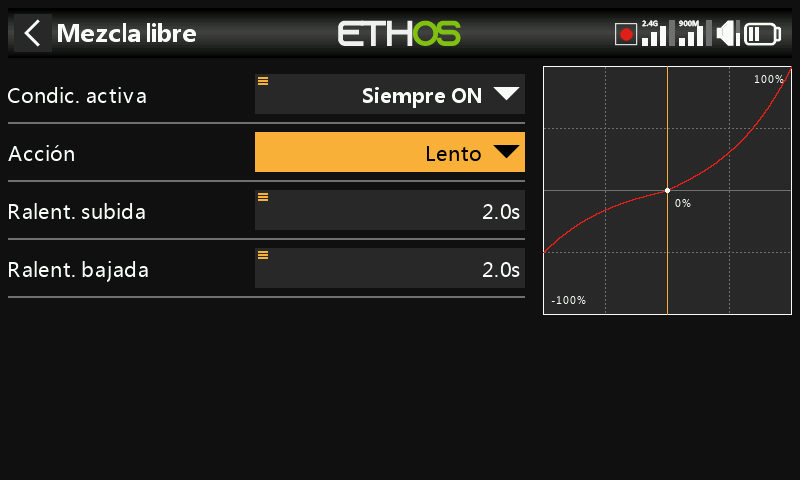 Mezcla libre
ETHOS
2.4G
900M
Condic. activa
Siempre ON
Acción
Lento
Ralent. subida
2.0s
Ralent. bajada
2.0s
100%
0%
-100%